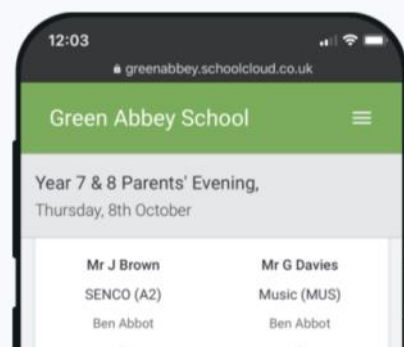 12:03
greenabbey.schoolcloud.co.uk
Green Abbey School
Year 7 & 8 Parents' Evening,
Thursday, 8th October
Mr J Brown Mr G Davies
SENCO (A2) Music (MUS)
Ben Abbot Ben Abbot